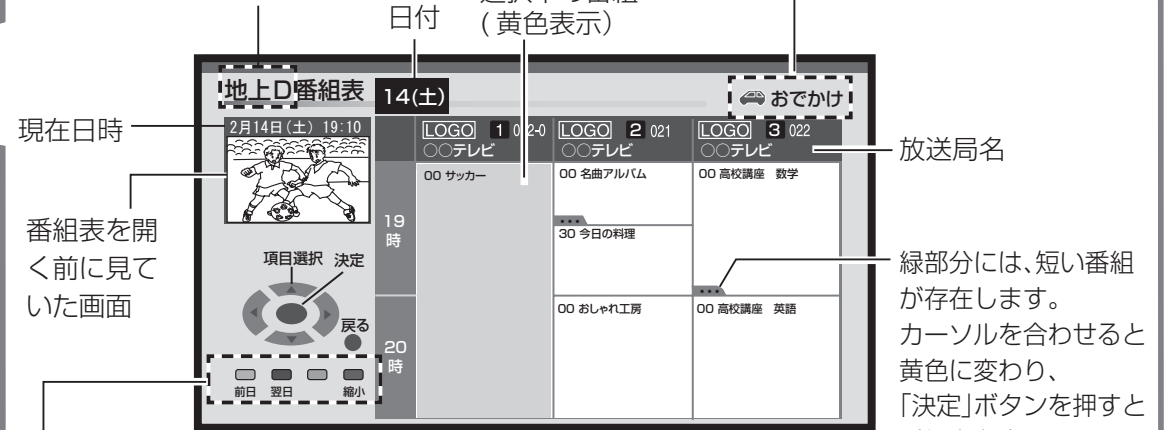 日付
(黄色表示)
地上D番組表
14(土)
おでかけ
現在日時
2月14日(土) 19:10
LOGO 1
○○テレビ
LOGO 2 021
○○テレビ
LOGO 3 022
○○テレビ
放送局名
00 サッカー
00 名曲アルバム
00 高校講座 数学
19
時
30 今日の料理
番組表を開
く前に見て
いた画面
項目選択 決定
戻る
緑部分には、短い番組
が存在します。
カーソルを合わせると
黄色に変わり、
「決定」ボタンを押すと
00 おしゃれ工房
00 高校講座 英語
20
時
前日 翌日 縮小